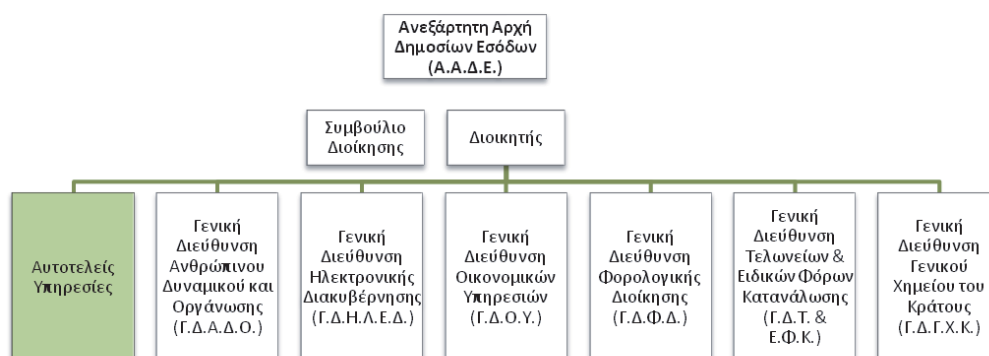 Ανεξάρτητη Αρχή
Δημοσίων Εσόδων
(Α.Α.Δ.Ε.)
Συμβούλιο
Διοίκησης
Διοικητής
Αυτοτελείς
Υπηρεσίες
Γενική
Διεύθυνση
Ανθρώπινου
Δυναμικού και
Οργάνωσης
(Γ.Δ.Α.Δ.Ο.)
Γενική
Διεύθυνση
Ηλεκτρονικής
Διακυβέρνησης
(Γ.Δ.Η.Λ.Ε.Δ.)
Γενική
Διεύθυνση
Οικονομικών
Υπηρεσιών
(Γ.Δ.Ο.Υ.)
Γενική
Διεύθυνση
Φορολογικής
Διοίκησης
(Γ.Δ.Φ.Δ.)
Γενική
Διεύθυνση
Τελωνείων &
Ειδικών Φόρων
Κατανάλωσης
(Γ.Δ.Τ. &
Ε.Φ.Κ.)
Γενική
Διεύθυνση
Γενικού
Χημείου του
Κράτους
(Γ.Δ.Γ.Χ.Κ.)